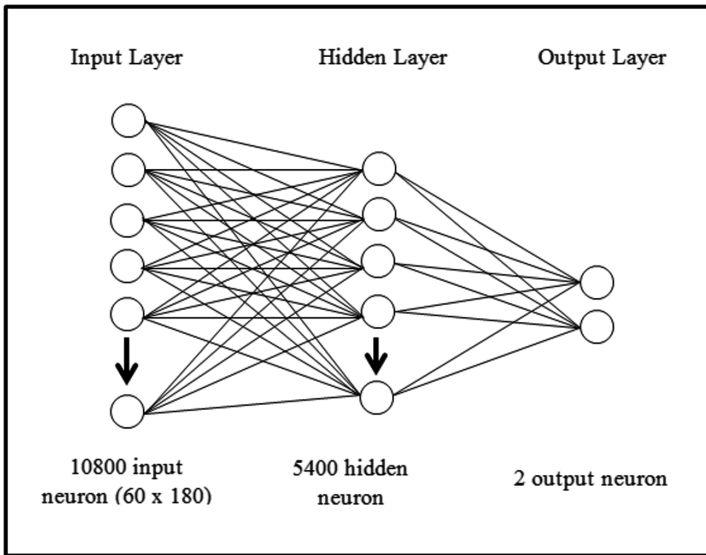 Input Layer
Hidden Layer
Output Layer
10800 input
neuron (60 x 180)
5400 hidden
neuron
2 output neuron